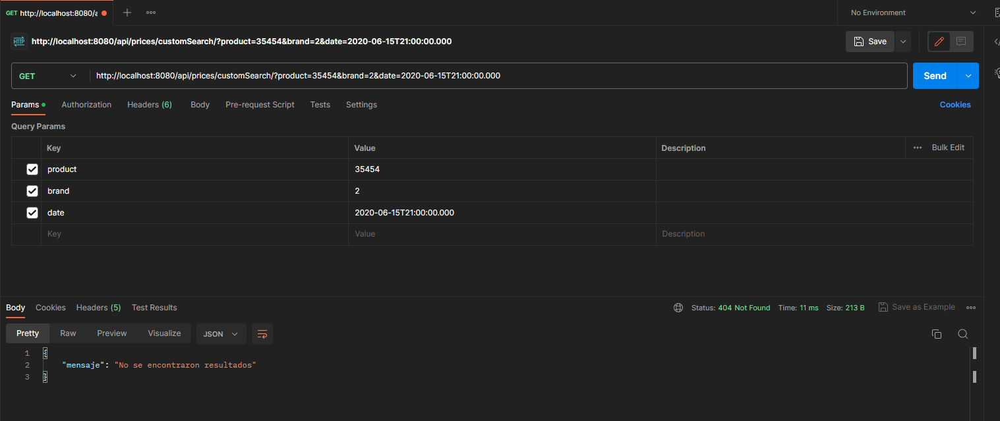 GET http://localhost:8080/a
No Environment
HTTP http://localhost:8080/api/prices/customSearch/?product=35454&brand=2&date=2020-06-15T21:00:00.000
Save
GET http://localhost:8080/api/prices/customSearch/?product=35454&brand=2&date=2020-06-15T21:00:00.000
Send
Params Authorization Headers (6) Body Pre-request Script Tests Settings Cookies
Query Params
Key Value Description Bulk Edit
product 35454
brand 2
date 2020-06-15T21:00:00.000
Key Value Description
Body Cookies Headers (5) Test Results Status: 404 Not Found Time: 11 ms Size: 213 B Save as Example
Pretty Raw Preview Visualize JSON
1 {
2 "mensaje": "No se encontraron resultados"
3 }